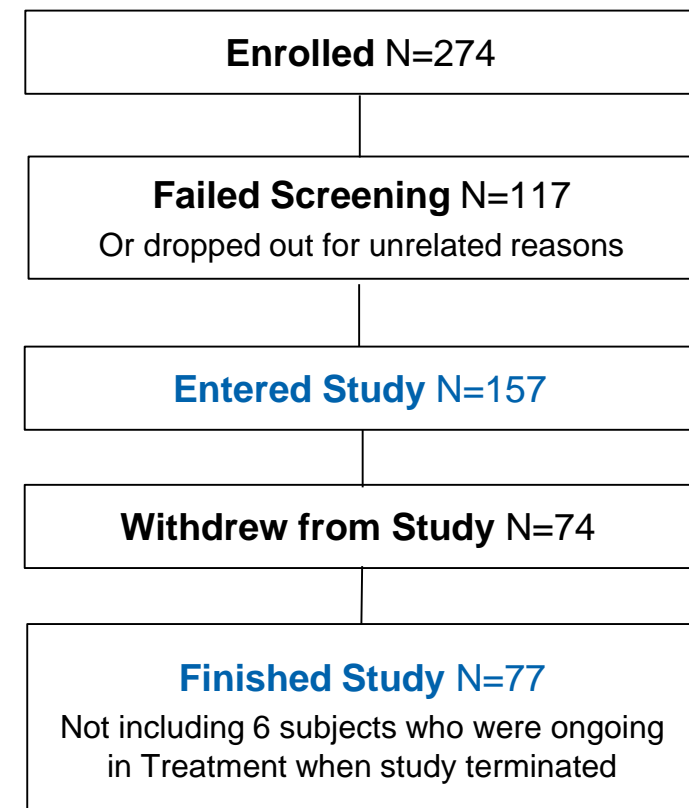 Enrolled N=274
Failed Screening N=117
Or dropped out for unrelated reasons
Entered Study N=157
Withdrew from Study N=74
Finished Study N=77
Not including 6 subjects who were ongoing
in Treatment when study terminated